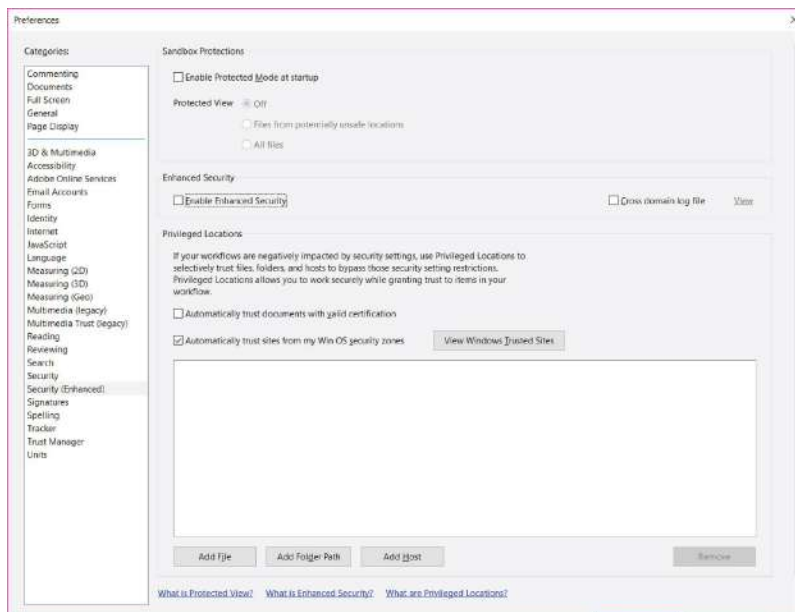 Preferences
Categories:
Commenting
Documents
Full Screen
General
Page Display
3D & Multimedia
Accessibility
Adobe Online Services
Email Accounts
Forms
Identity
Internet
JavaScript
Language
Measuring (2D)
Measuring (3D)
Measuring (Geo)
Multimedia (legacy)
Multimedia Trust (legacy)
Reading
Reviewing
Search
Security
Security (Enhanced)
Signatures
Spelling
Tracker
Trust Manager
Units
Sandbox Protections
Enable Protected Mode at startup
Protected View Off
Files from potentially unsafe locations
All files
Enhanced Security
Enable Enhanced Security Cross domain log file View
Privileged Locations
If your workflows are negatively impacted by security settings, use Privileged Locations to
selectively trust files, folders, and hosts to bypass those security setting restrictions.
Privileged Locations allows you to work securely while granting trust to items in your
workflow.
Automatically trust documents with valid certification
Automatically trust sites from my Win OS security zones View Windows Trusted Sites
Add File Add Folder Path Add Host Remove
What is Protected View? What is Enhanced Security? What are Privileged Locations?